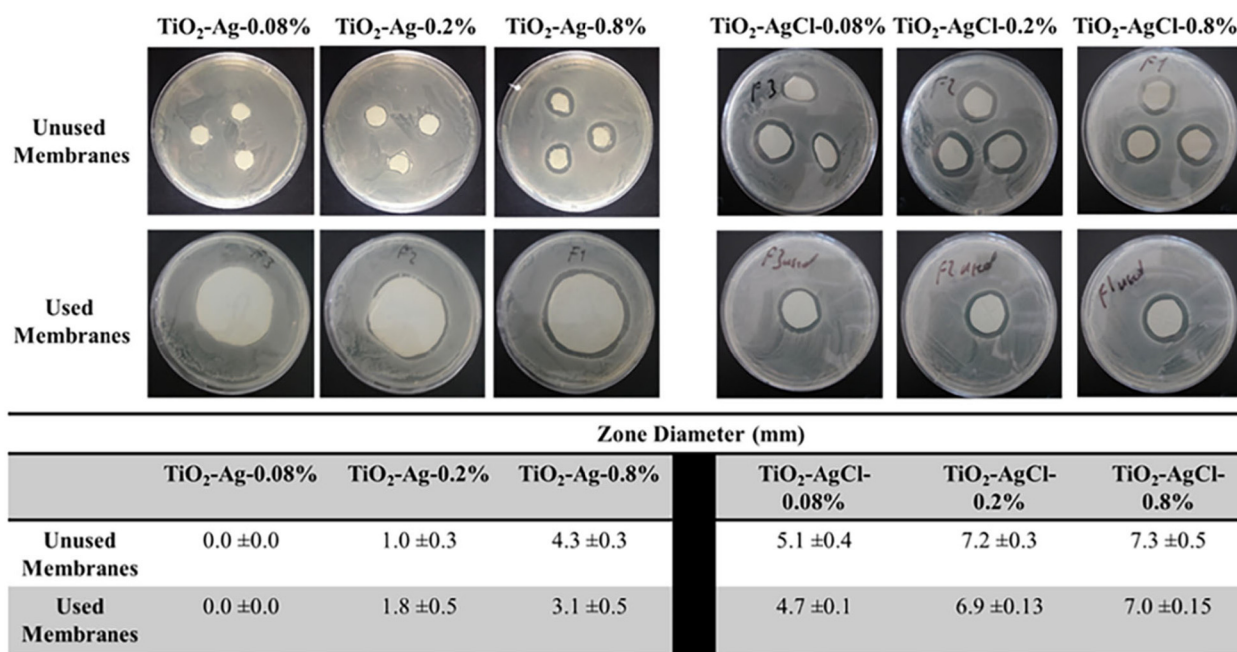 TiO₂-Ag-0.08% TiO₂-Ag-0.2% TiO₂-Ag-0.8% TiO₂-AgCl-0.08% TiO₂-AgCl-0.2% TiO₂-AgCl-0.8%
Unused
Membranes
F3 F2 F1
Used
Membranes
F3 F2 F1 F3 used F2 used F1 used
Zone Diameter (mm)
TiO₂-Ag-0.08% TiO₂-Ag-0.2% TiO₂-Ag-0.8% TiO₂-AgCl- TiO₂-AgCl- TiO₂-AgCl-
0.08% 0.2% 0.8%
Unused
Membranes
0.0 ±0.0 1.0 ±0.3 4.3 ±0.3 5.1 ±0.4 7.2 ±0.3 7.3 ±0.5
Used
Membranes
0.0 ±0.0 1.8 ±0.5 3.1 ±0.5 4.7 ±0.1 6.9 ±0.13 7.0 ±0.15